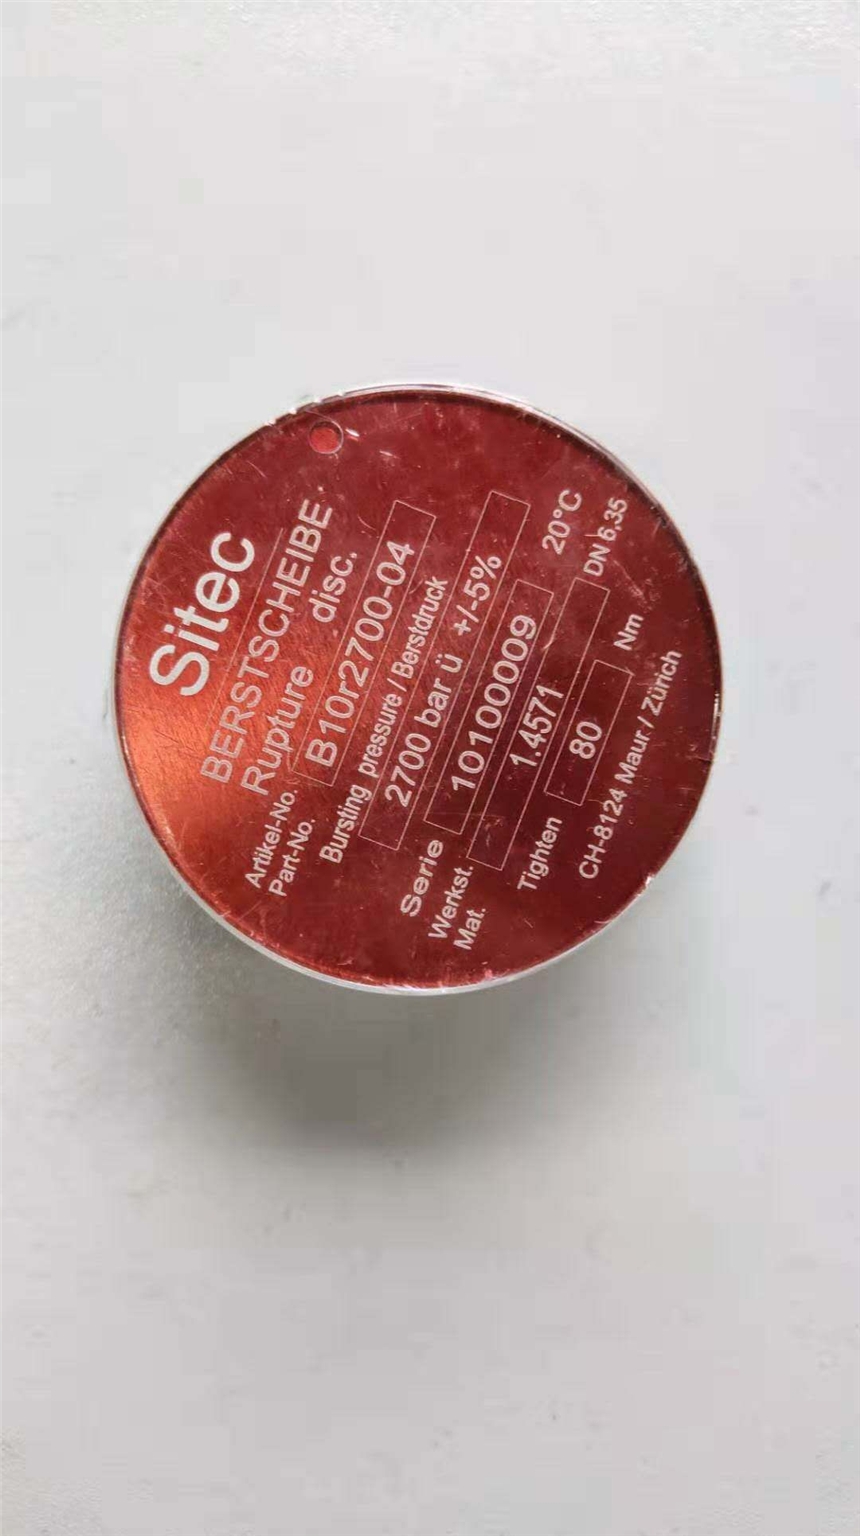 Sitec
BERSTSCHEIBE
Rupture disc.
Artikel-No.
Part-No. B10r2700-04
Bursting pressure / Berstdruck
2700 bar ü +/-5% 20°C
Serie 10100009 DN 6.35
Werkst.
Mat. 1.4571
Tighten 80 Nm
CH-8124 Maur / Zürich